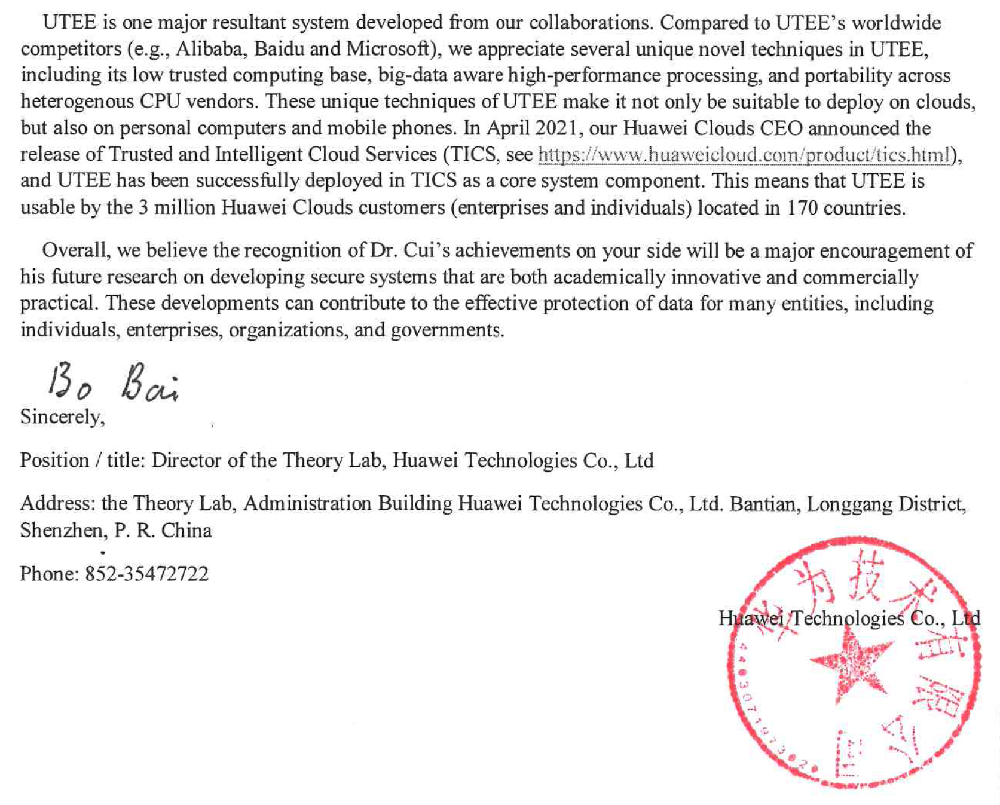 UTEE is one major resultant system developed from our collaborations. Compared to UTEE's worldwide
competitors (e.g., Alibaba, Baidu and Microsoft), we appreciate several unique novel techniques in UTEE,
including its low trusted computing base, big-data aware high-performance processing, and portability across
heterogenous CPU vendors. These unique techniques of UTEE make it not only be suitable to deploy on clouds,
but also on personal computers and mobile phones. In April 2021, our Huawei Clouds CEO announced the
release of Trusted and Intelligent Cloud Services (TICS, see https://www.huaweicloud.com/product/tics.html),
and UTEE has been successfully deployed in TICS as a core system component. This means that UTEE is
usable by the 3 million Huawei Clouds customers (enterprises and individuals) located in 170 countries.
Overall, we believe the recognition of Dr. Cui's achievements on your side will be a major encouragement of
his future research on developing secure systems that are both academically innovative and commercially
practical. These developments can contribute to the effective protection of data for many entities, including
individuals, enterprises, organizations, and governments.
Bo Bai
Sincerely,
Position / title: Director of the Theory Lab, Huawei Technologies Co., Ltd
Address: the Theory Lab, Administration Building Huawei Technologies Co., Ltd. Bantian, Longgang District,
Shenzhen, P. R. China
Phone: 852-35472722
Huawei Technologies Co., Ltd
华为技术有限公司